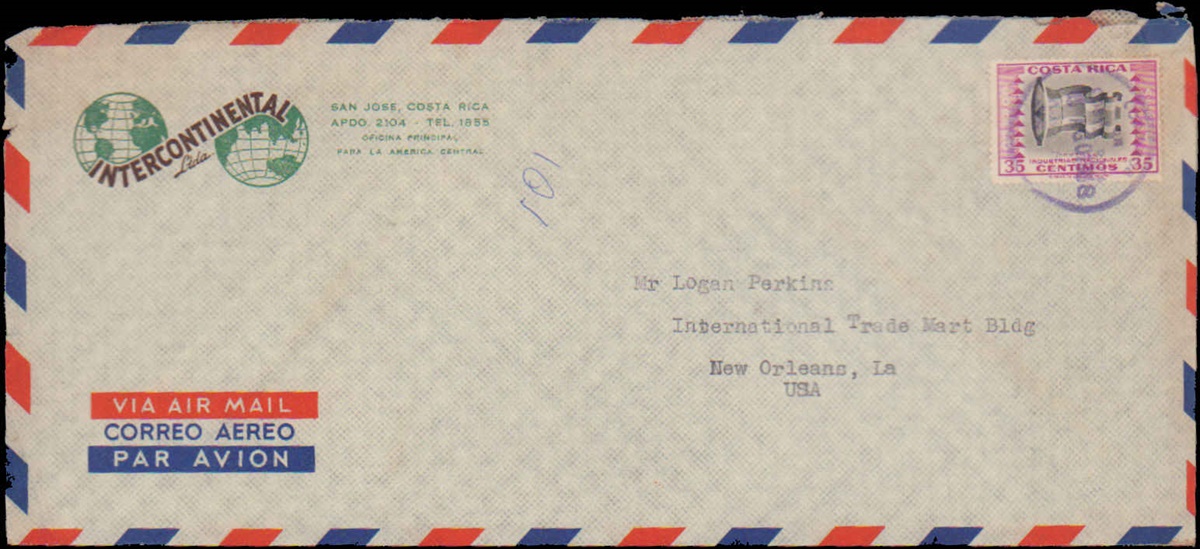 INTERCONTINENTAL
Ltda
SAN JOSE, COSTA RICA
APDO. 2104 - TEL. 1855
OFICINA PRINCIPAL
PARA LA AMERICA CENTRAL
101
COSTA RICA
35 CENTIMOS 35
Mr Logan Perkins
International Trade Mart Bldg
New Orleans, La
USA
VIA AIR MAIL
CORREO AEREO
PAR AVION